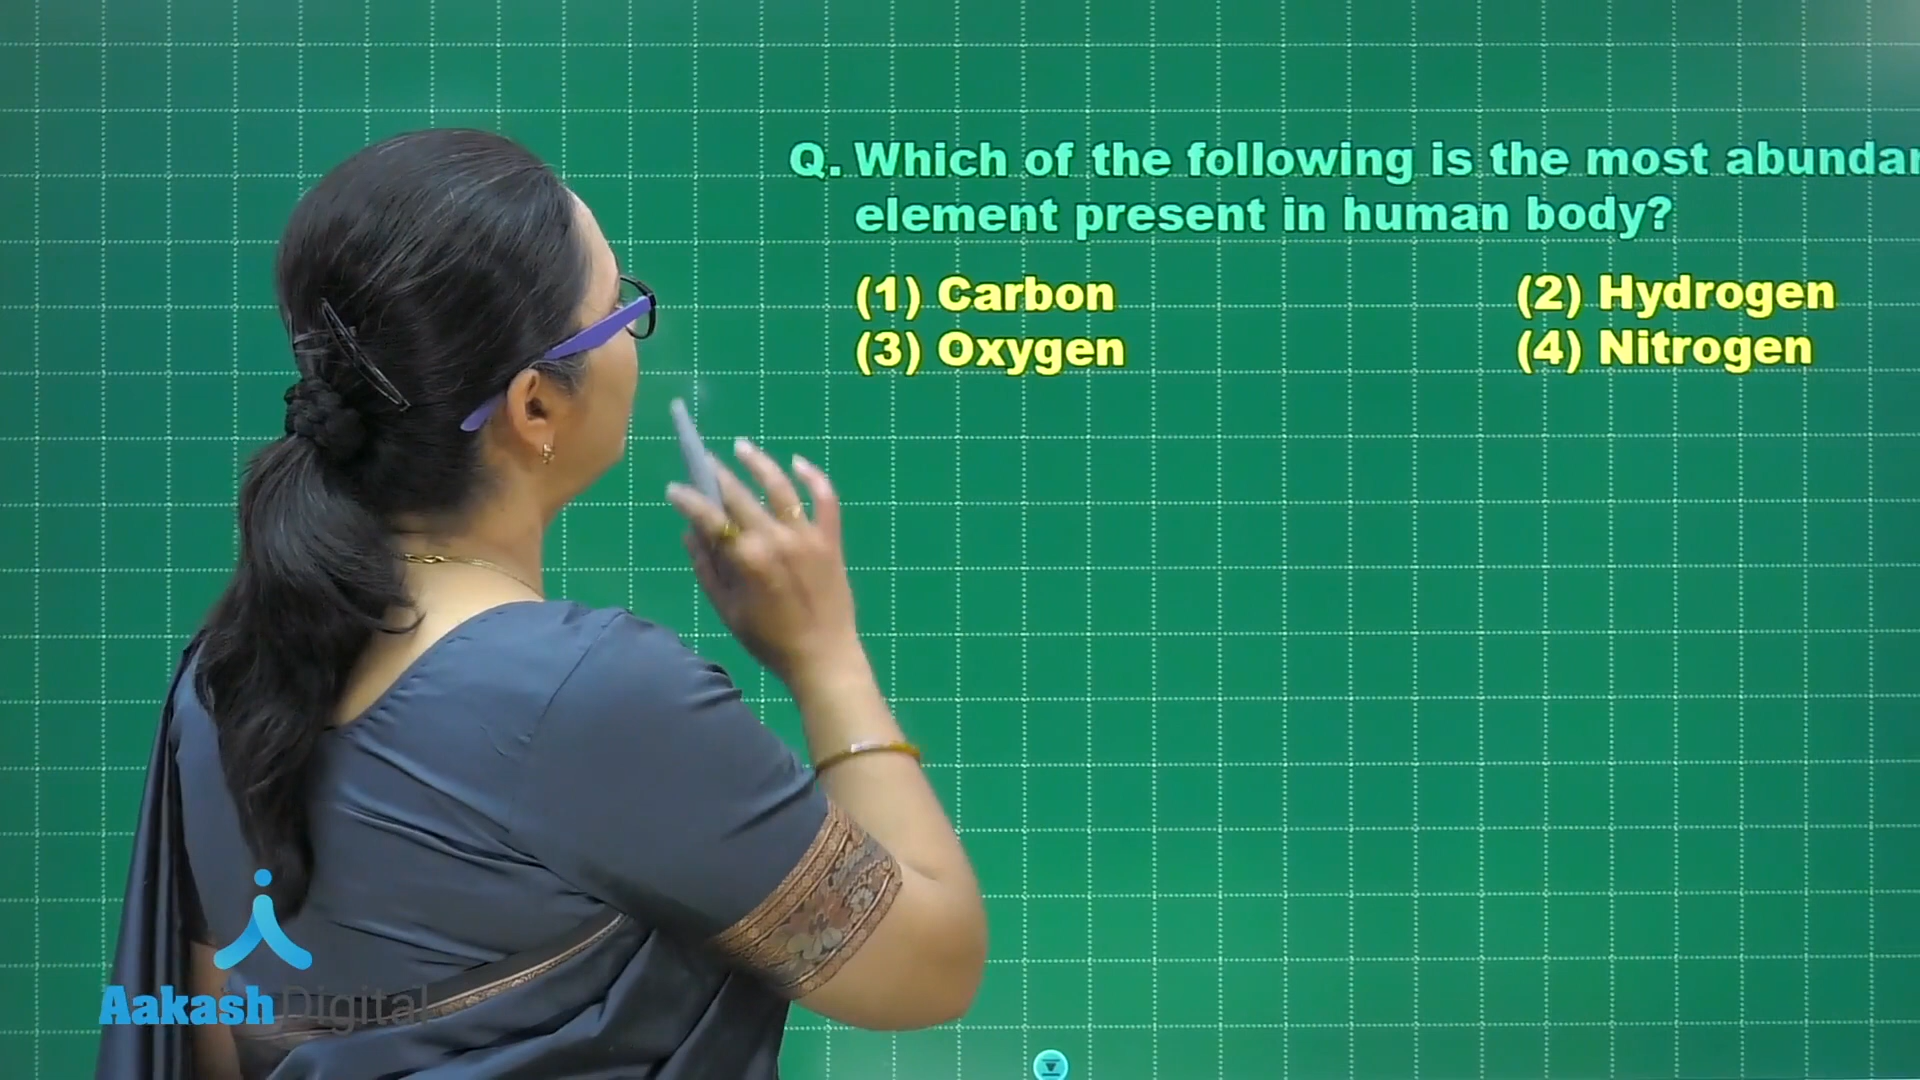 Q. Which of the following is the most
element present in human body?
(1) Carbon
(2) Hydrogen
(3) Oxygen
(4) Nitrogen
Aakash Digital